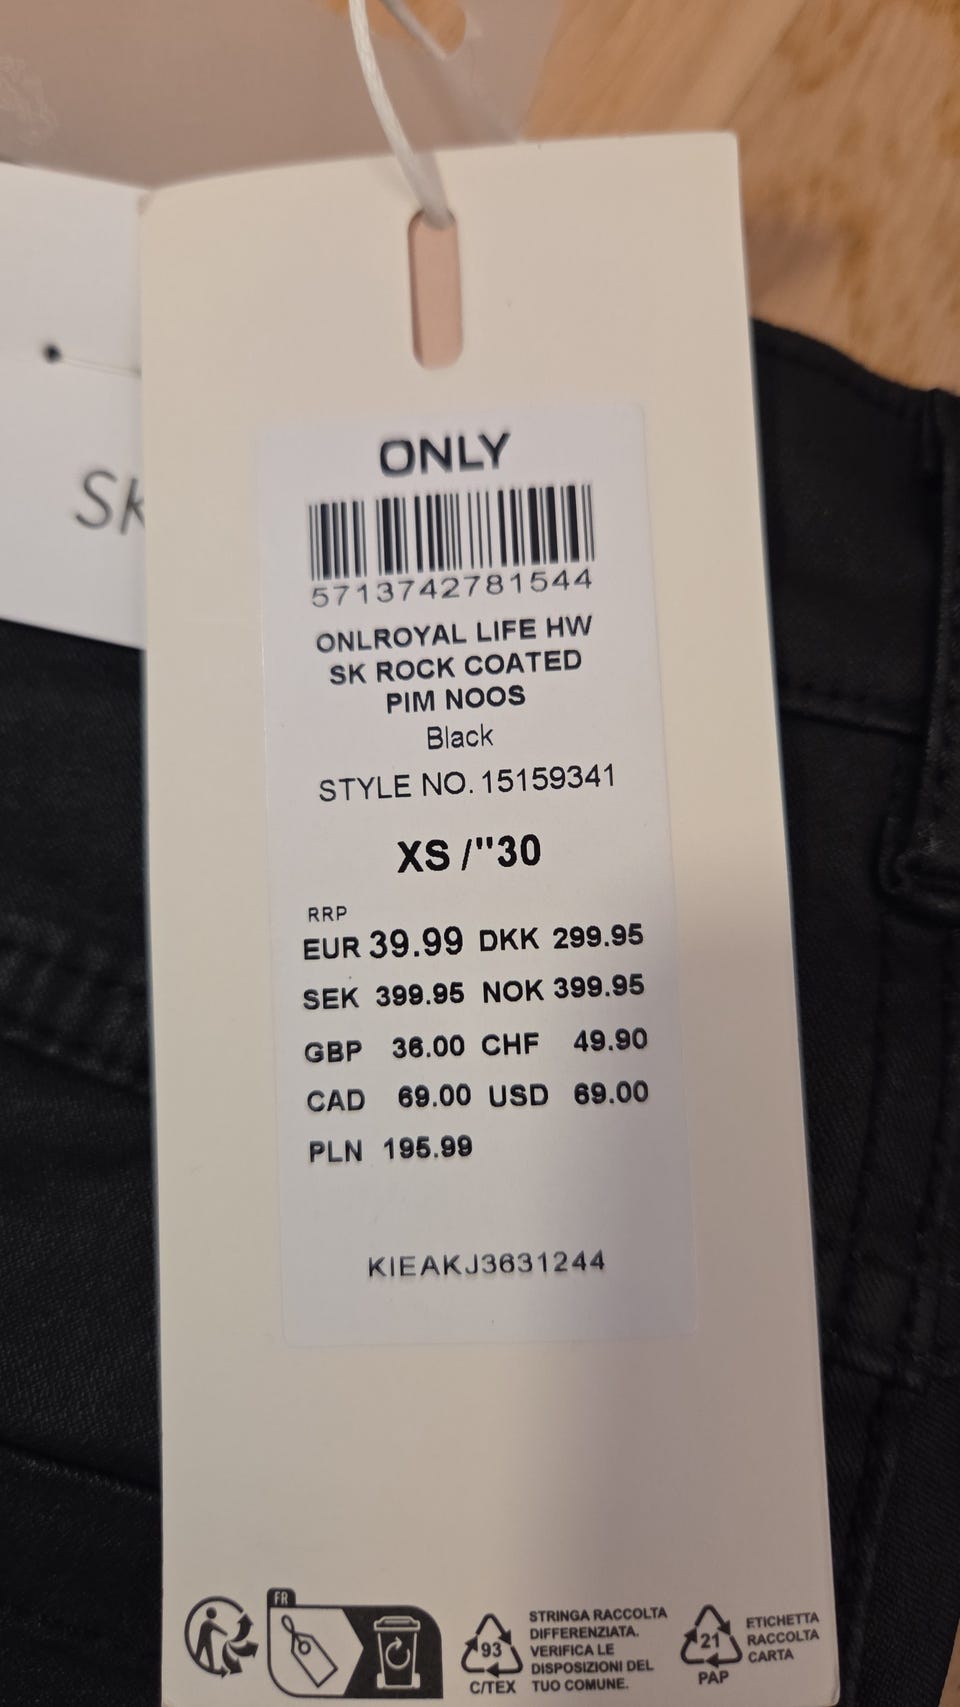 SK
ONLY
5713742781544
ONLROYAL LIFE HW
SK ROCK COATED
PIM NOOS
Black
STYLE NO. 15159341
XS /"30
RRP
EUR 39.99 DKK 299.95
SEK 399.95 NOK 399.95
GBP 36.00 CHF 49.90
CAD 69.00 USD 69.00
PLN 195.99
KIEAKJ3631244
FR
93
C/TEX
STRINGA RACCOLTA
DIFFERENZIATA.
VERIFICA LE
DISPOSIZIONI DEL
TUO COMUNE.
21
PAP
ETICHETTA
RACCOLTA
CARTA